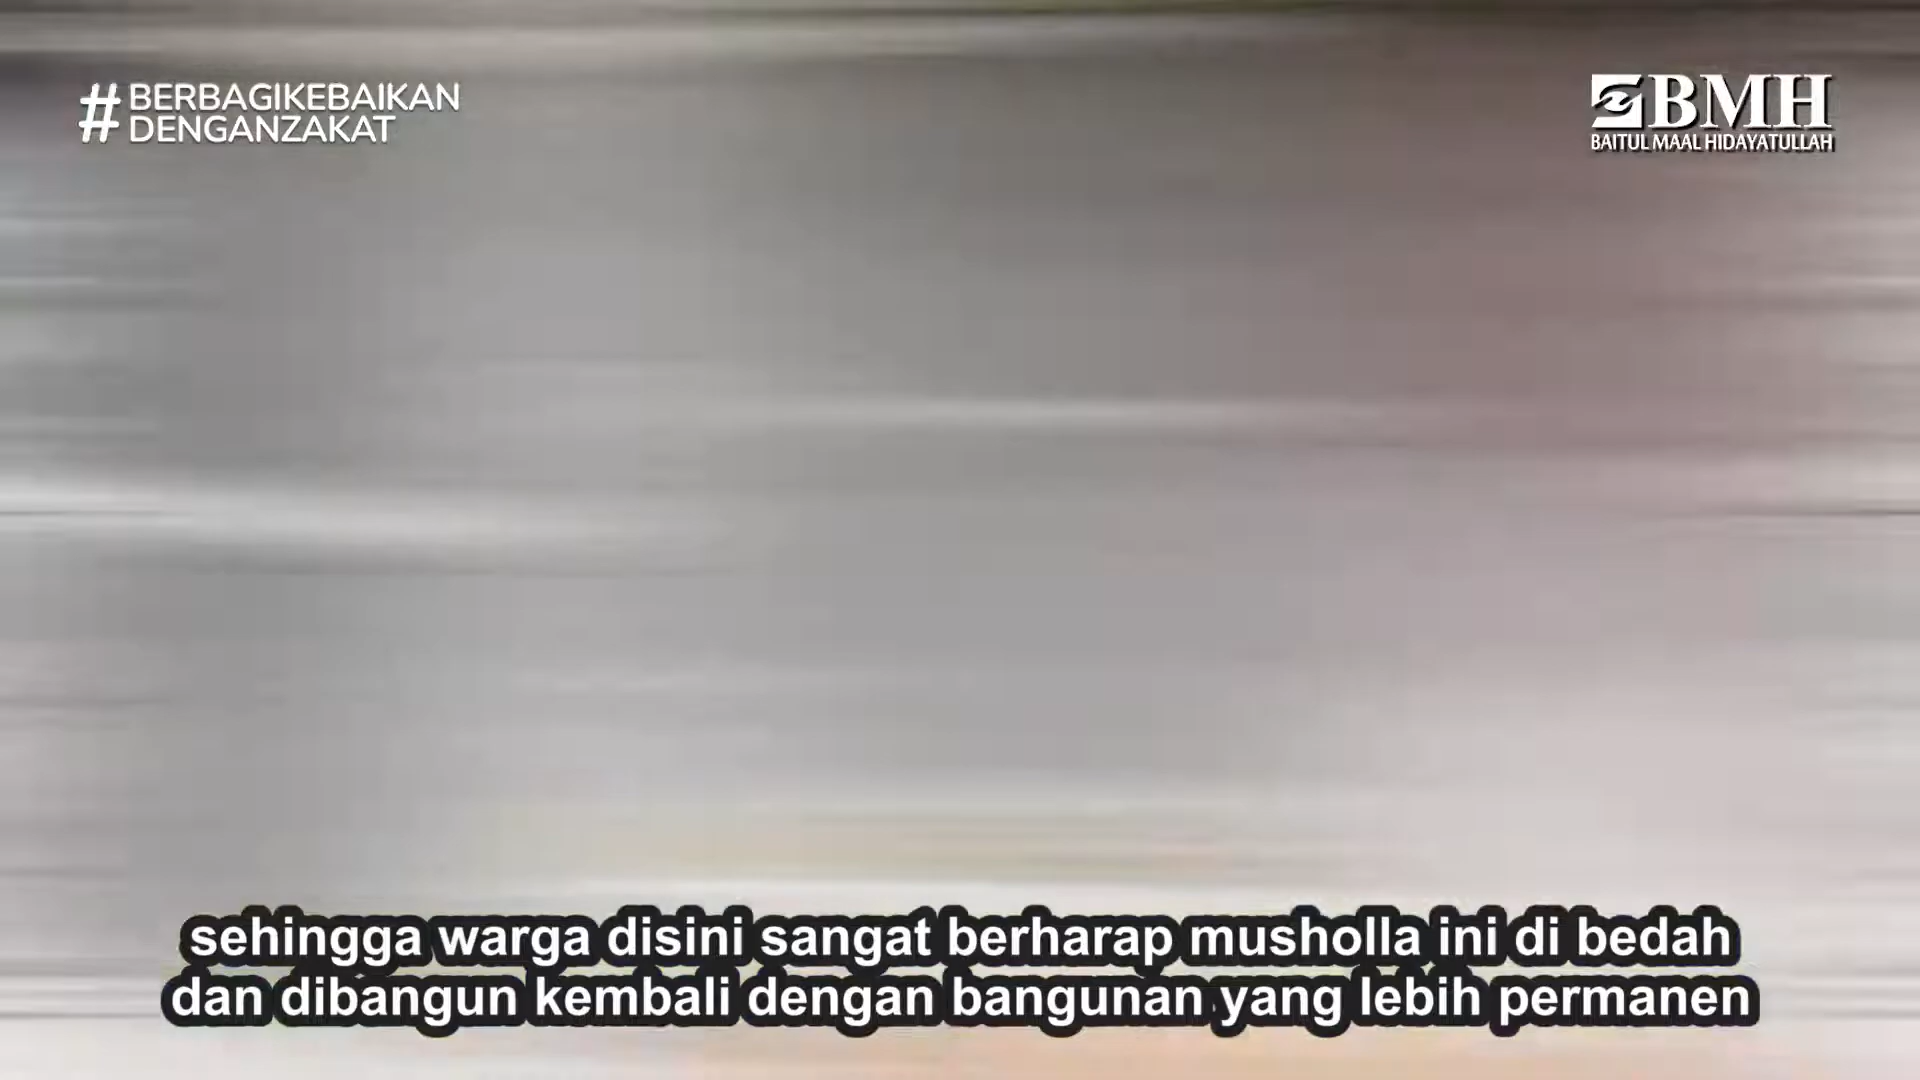 #BERBAGIKEBAIKAN
DENGANZAKAT
BMH
BAITUL MAAL HIDAYATULLAH
sehingga warga disini sangat berharap musholla ini di bedah
dan dibangun kembali dengan bangunan yang lebih permanen